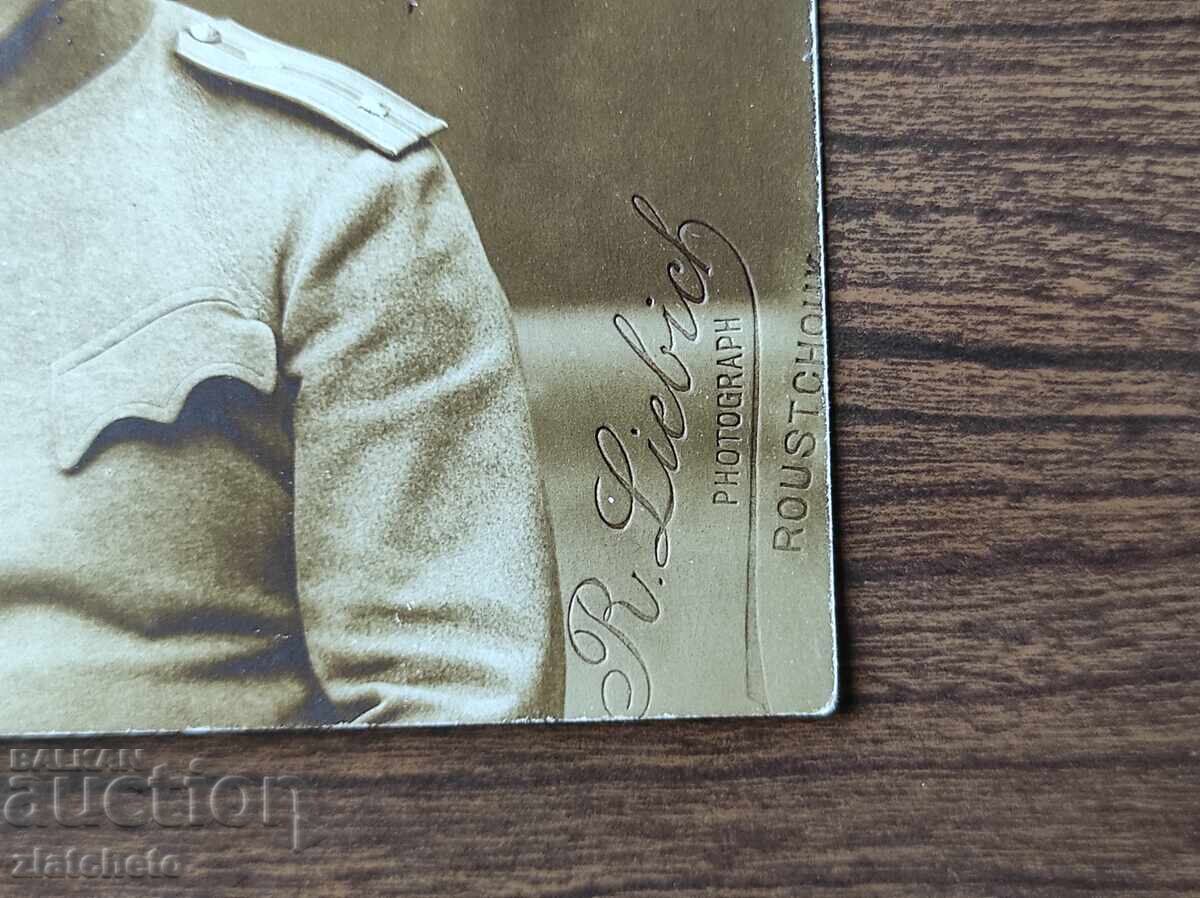 R. Liebich
PHOTOGRAPH
ROUSTCHOUK
BALKAN
auction
zlatcheto